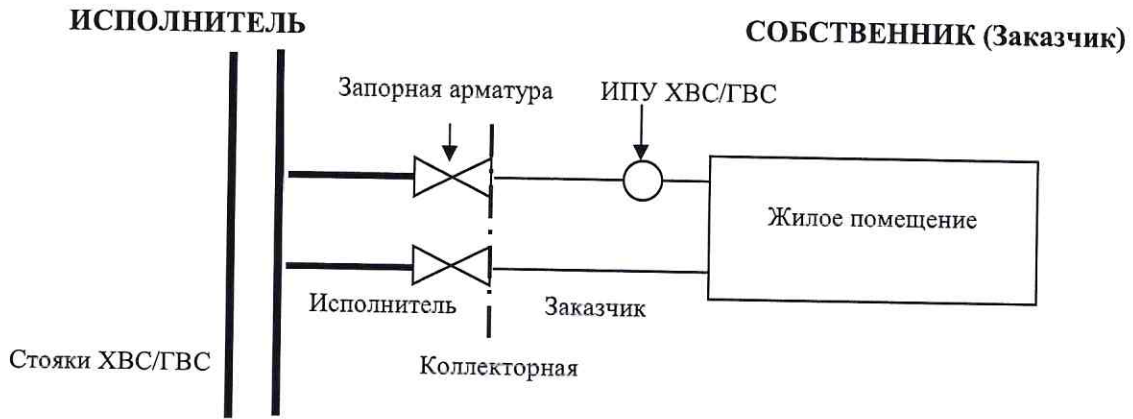 ИСПОЛНИТЕЛЬ
СОБСТВЕННИК (Заказчик)
Запорная арматура
ИПУ ХВС/ГВС
Жилое помещение
Исполнитель
Заказчик
Стояки ХВС/ГВС
Коллекторная